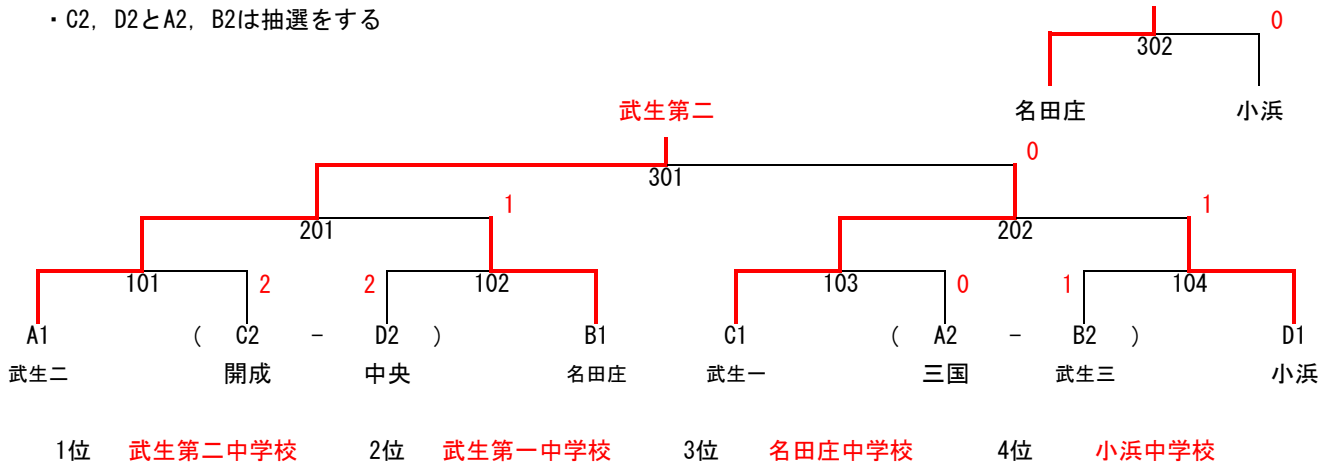 ・C2, D2とA2, B2は抽選をする
0
302
名田庄 小浜
武生第二
0
301
1 1
201 202
101 2 2 102 103 0 1 104
A1 ( C2 - D2 ) B1 C1 ( A2 - B2 ) D1
武生二 開成 中央 名田庄 武生一 三国 武生三 小浜
1位 武生第二中学校 2位 武生第一中学校 3位 名田庄中学校 4位 小浜中学校